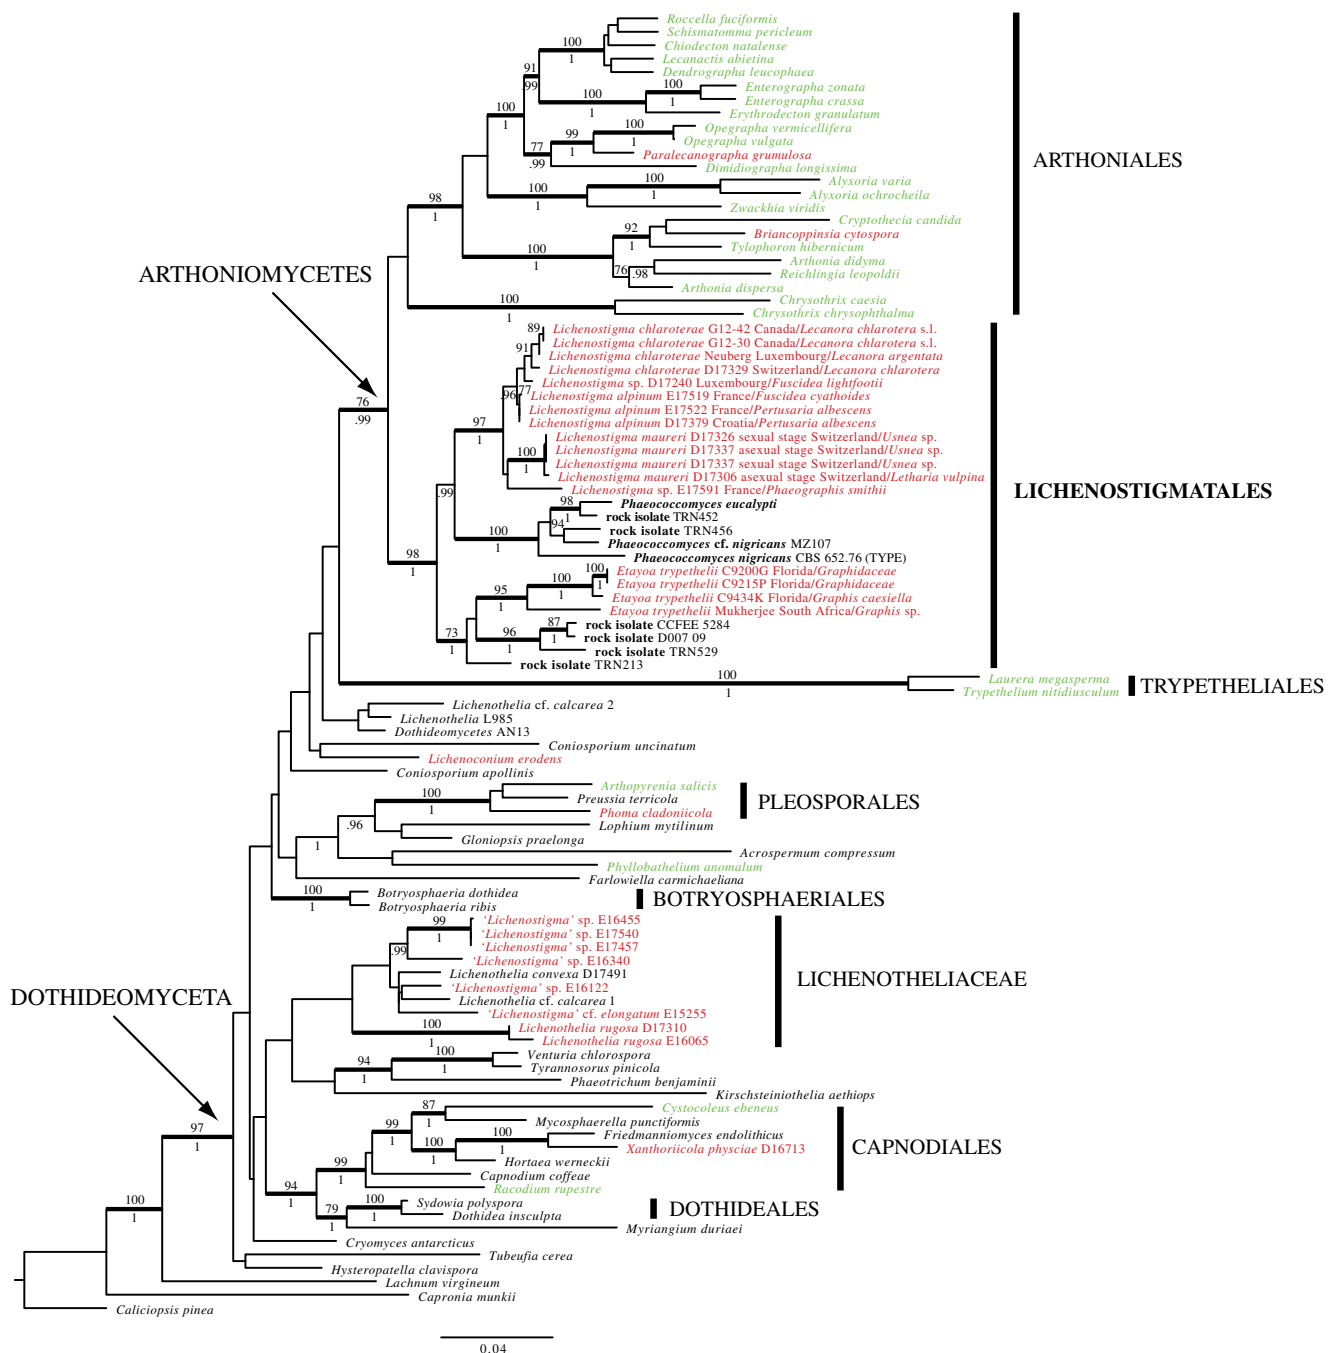 Roccella fuciformis
Schismatomma pericleum
100
Chiodecton natalense
1
Lecanactis abietina
91
Dendrographa leucophaea
.99
100
Enterographa zonata
1
Enterographa crassa
100
1
Erythrodecton granulatum
100
1
100
Opegrapha vermicellifera
99
1
Opegrapha vulgata
77
1
Paralecanographa grumulosa
.99
Dimidiographa longissima
ARTHONIALES
100
Alyxoria varia
100
1
Alyxoria ochrocheila
1
Zwackhia viridis
98
1
Cryptothecia candida
92
Briancoppinsia cytospora
1
Tylophoron hibernicum
100
1
Arthonia didyma
76
.98
Reichlingia leopoldii
Arthonia dispersa
ARTHONIOMYCETES
100
Chrysothrix caesia
1
Chrysothrix chrysophthalma
89
Lichenostigma chlaroterae G12-42 Canada/Lecanora chlarotera s.l.
Lichenostigma chlaroterae G12-30 Canada/Lecanora chlarotera s.l.
91
Lichenostigma chlaroterae Neuberg Luxembourg/Lecanora argentata
Lichenostigma chlaroterae D17329 Switzerland/Lecanora chlarotera
77
Lichenostigma sp. D17240 Luxembourg/Fuscidea lightfootii
.96
Lichenostigma alpinum E17519 France/Fuscidea cyathoides
Lichenostigma alpinum E17522 France/Pertusaria albescens
Lichenostigma alpinum D17379 Croatia/Pertusaria albescens
76
.99
97
1
Lichenostigma maureri D17326 sexual stage Switzerland/Usnea sp.
Lichenostigma maureri D17337 asexual stage Switzerland/Usnea sp.
100
1
Lichenostigma maureri D17337 sexual stage Switzerland/Usnea sp.
Lichenostigma maureri D17306 asexual stage Switzerland/Letharia vulpina
Lichenostigma sp. E17591 France/Phaeographis smithii
LICHENOSTIGMATALES
.99
98
Phaeococcomyces eucalypti
1
rock isolate TRN452
94
rock isolate TRN456
100
1
Phaeococcomyces cf. nigricans MZ107
Phaeococcomyces nigricans CBS 652.76 (TYPE)
98
1
100
Etayoa trypethelii C9200G Florida/Graphidaceae
100
1
1
Etayoa trypethelii C9215P Florida/Graphidaceae
95
1
Etayoa trypethelii C9434K Florida/Graphis caesiella
Etayoa trypethelii Mukherjee South Africa/Graphis sp.
87
rock isolate CCFEE 5284
73
1
96
1
1
rock isolate D007 09
rock isolate TRN529
rock isolate TRN213
100
1
Laurera megasperma
Trypethelium nitidiusculum
TRYPETHELIALES
Lichenothelia cf. calcarea 2
Lichenothelia L985
Dothideomycetes AN13
Coniosporium uncinatum
Lichenoconium erodens
Coniosporium apollinis
Arthopyrenia salicis
100
1
Preussia terricola
PLEOSPORALES
Phoma cladoniicola
.96
Lophium mytilinum
1
Gloniopsis praelonga
Acrospermum compressum
Phyllobathelium anomalum
Farlowiella carmichaeliana
100
1
Botryosphaeria dothidea
Botryosphaeria ribis
BOTRYOSPHAERIALES
99
1
'Lichenostigma' sp. E16455
'Lichenostigma' sp. E17540
.99
'Lichenostigma' sp. E17457
'Lichenostigma' sp. E16340
Lichenothelia convexa D17491
LICHENOTHELIACEAE
'Lichenostigma' sp. E16122
Lichenothelia cf. calcarea 1
'Lichenostigma' cf. elongatum E15255
DOTHIDEOMYCETA
100
1
Lichenothelia rugosa D17310
Lichenothelia rugosa E16065
100
1
Venturia chlorospora
94
1
Tyrannosorus pinicola
Phaeotrichum benjaminii
Kirschsteiniothelia aethiops
87
1
Cystocoleus ebeneus
Mycosphaerella punctiformis
99
1
100
1
Friedmanniomyces endolithicus
97
1
100
1
Xanthoriicola physciae D16713
CAPNODIALES
Hortaea werneckii
99
1
Capnodium coffeae
94
1
Racodium rupestre
100
1
Sydowia polyspora
100
1
79
1
Dothidea insculpta
DOTHIDEALES
Myriangium duriaei
Cryomyces antarcticus
Tubeufia cerea
Hysteropatella clavispora
Lachnum virgineum
Capronia munkii
Caliciopsis pinea
0.04